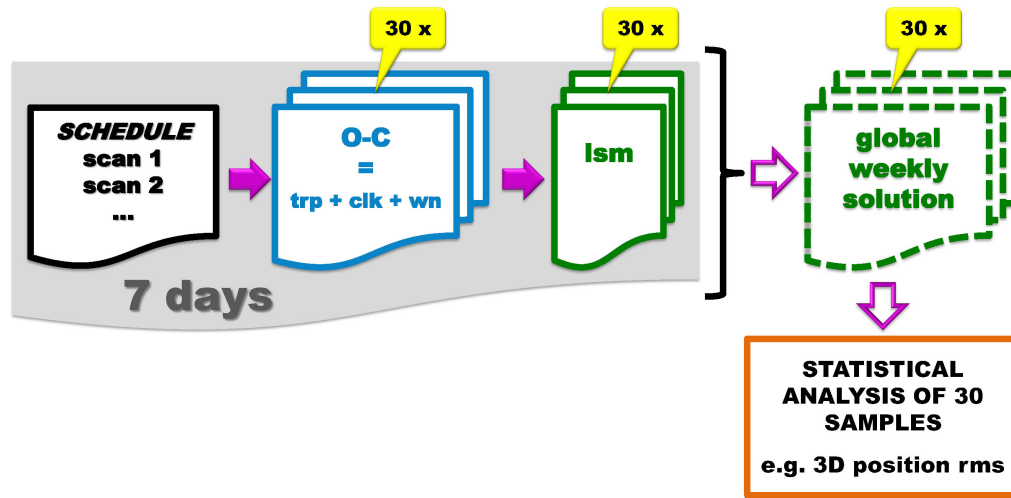 30 x
30 x
30 x
SCHEDULE
scan 1
scan 2
...
O-C
=
trp + clk + wn
lsm
global
weekly
solution
7 days
STATISTICAL
ANALYSIS OF 30
SAMPLES
e.g. 3D position rms